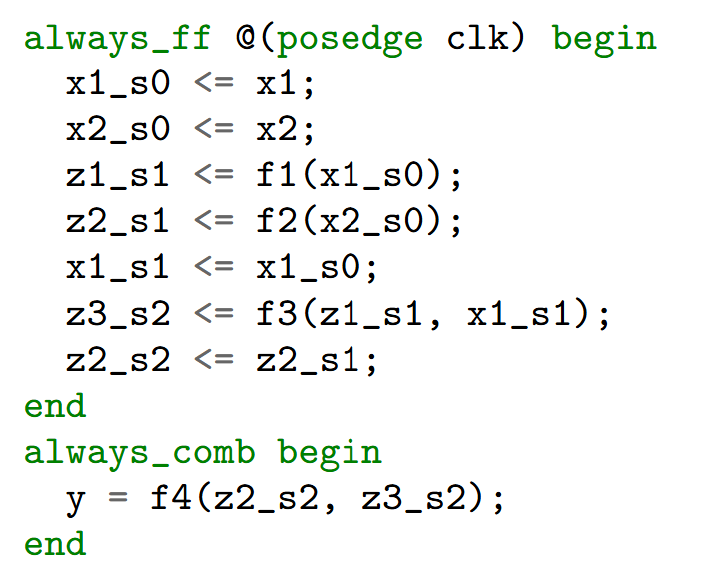 always_ff @(posedge clk) begin
  x1_s0 <= x1;
  x2_s0 <= x2;
  z1_s1 <= f1(x1_s0);
  z2_s1 <= f2(x2_s0);
  x1_s1 <= x1_s0;
  z3_s2 <= f3(z1_s1, x1_s1);
  z2_s2 <= z2_s1;
end
always_comb begin
  y = f4(z2_s2, z3_s2);
end